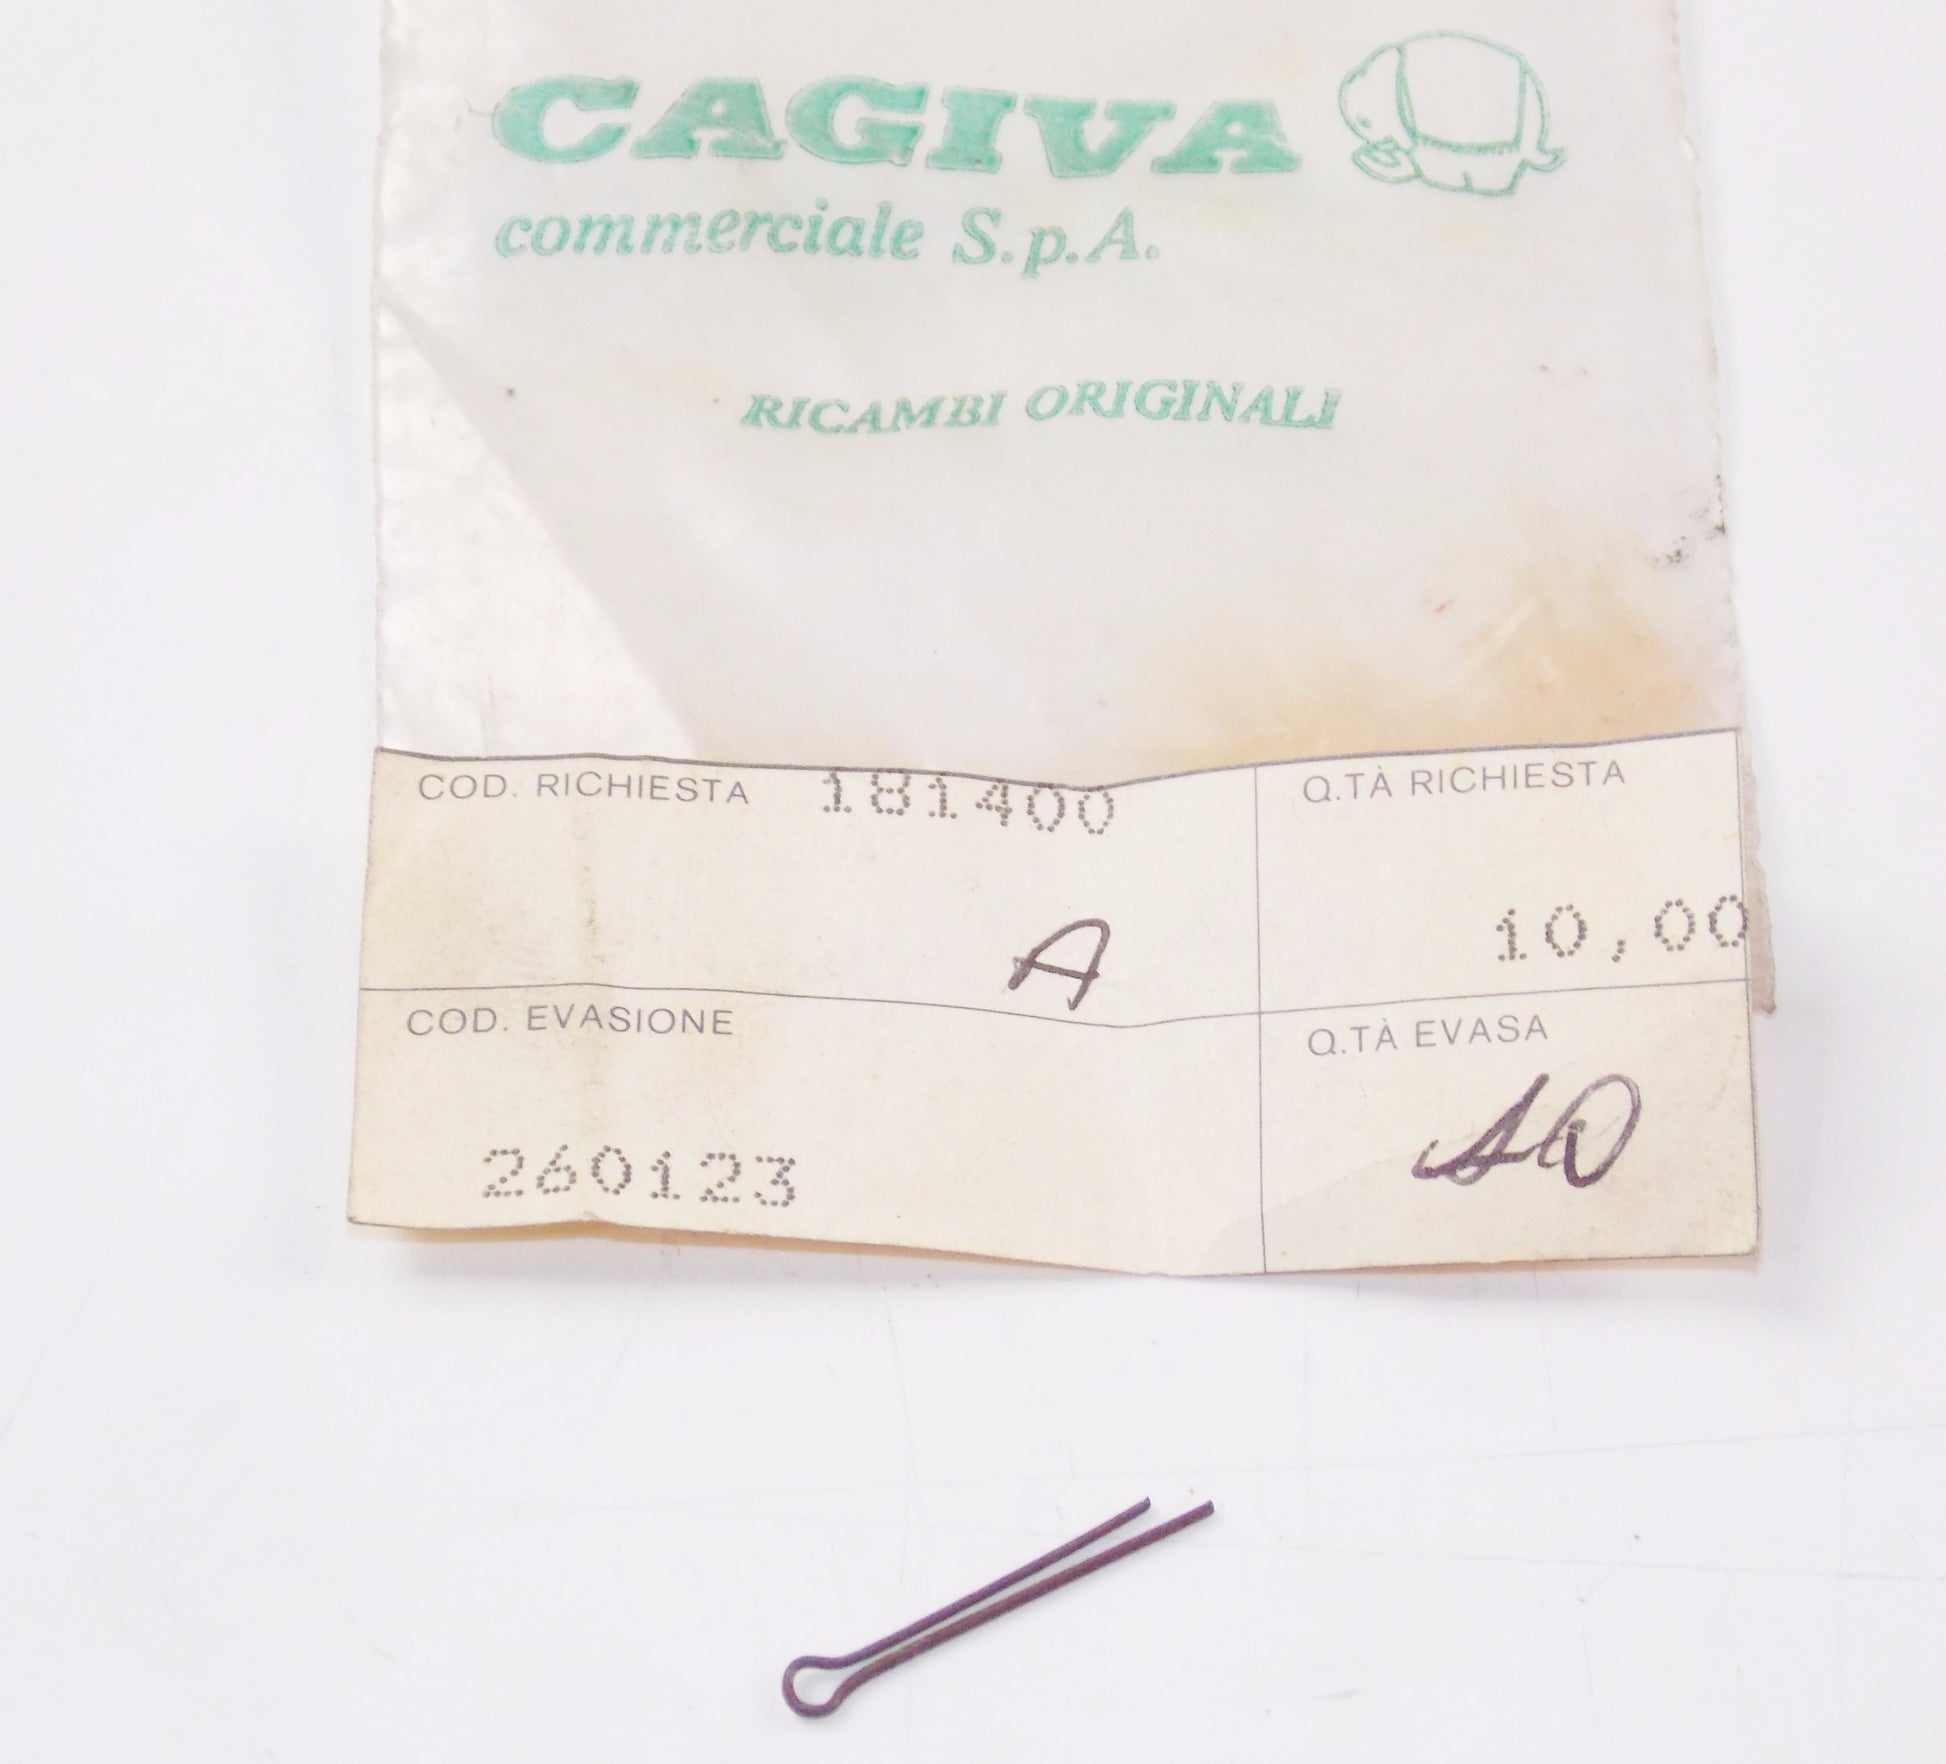 CAGIVA
commerciale S.p.A.
RICAMBI ORIGINALI
COD. RICHIESTA 181400
Q.TÀ RICHIESTA
10,00
A
COD. EVASIONE
260123
Q.TÀ EVASA
10